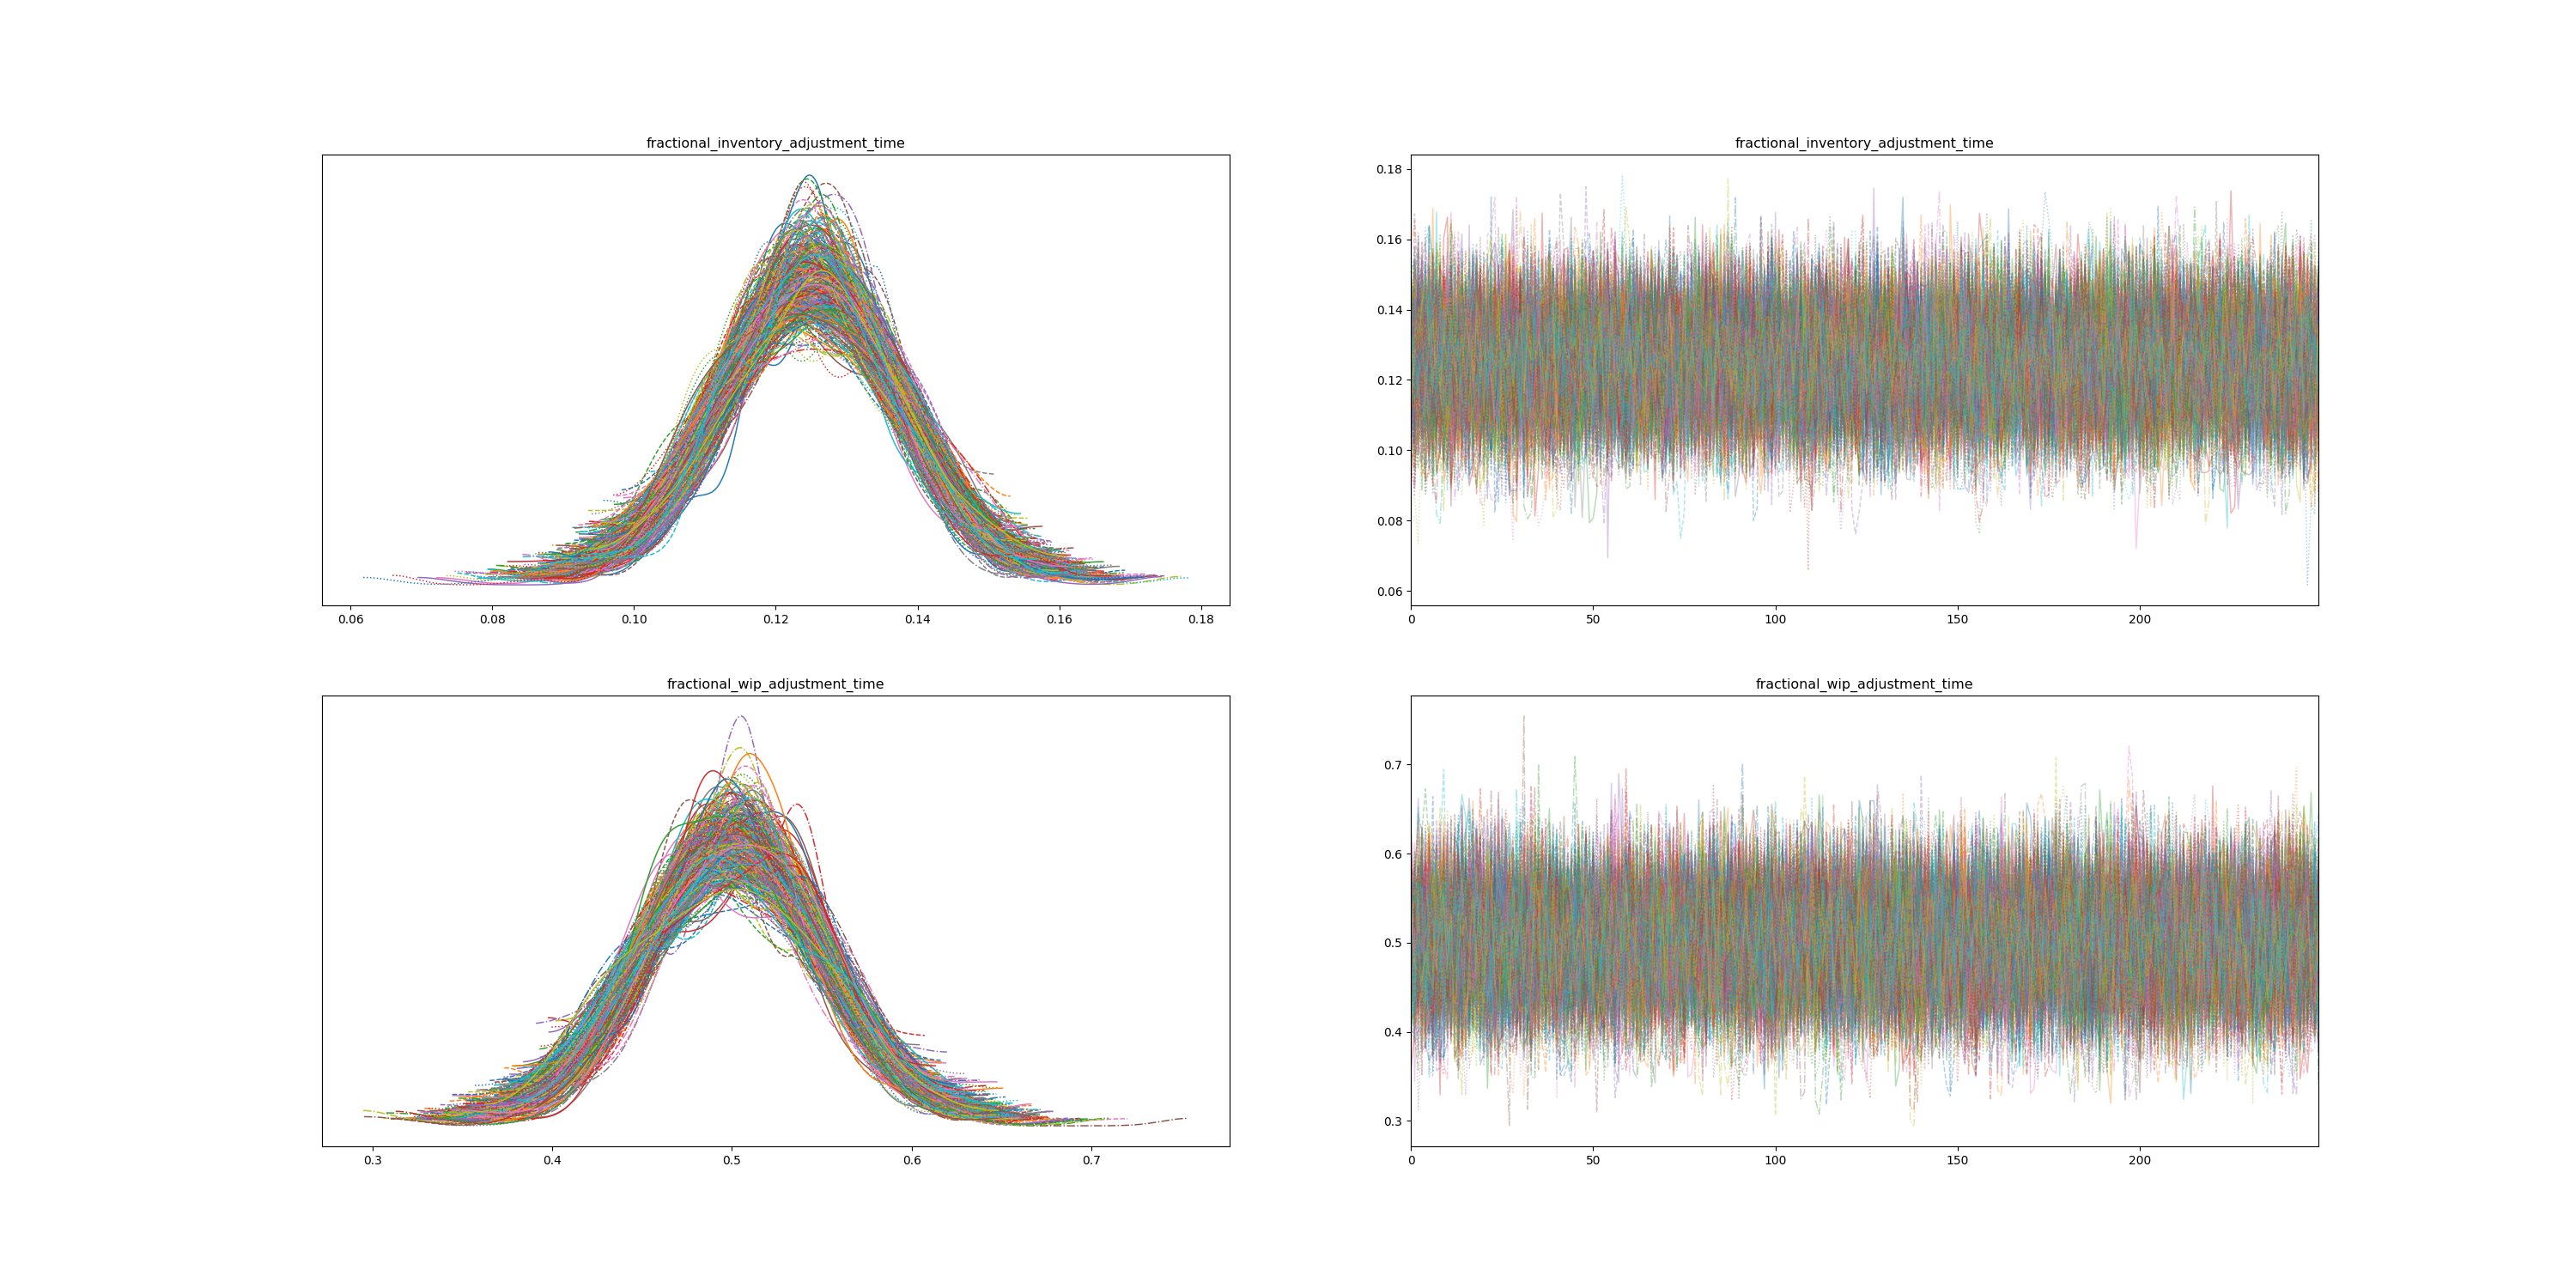 fractional_inventory_adjustment_time
0.06 0.08 0.10 0.12 0.14 0.16 0.18
fractional_inventory_adjustment_time
0.18
0.16
0.14
0.12
0.10
0.08
0.06
0 50 100 150 200
fractional_wip_adjustment_time
0.3 0.4 0.5 0.6 0.7
fractional_wip_adjustment_time
0.7
0.6
0.5
0.4
0.3
0 50 100 150 200